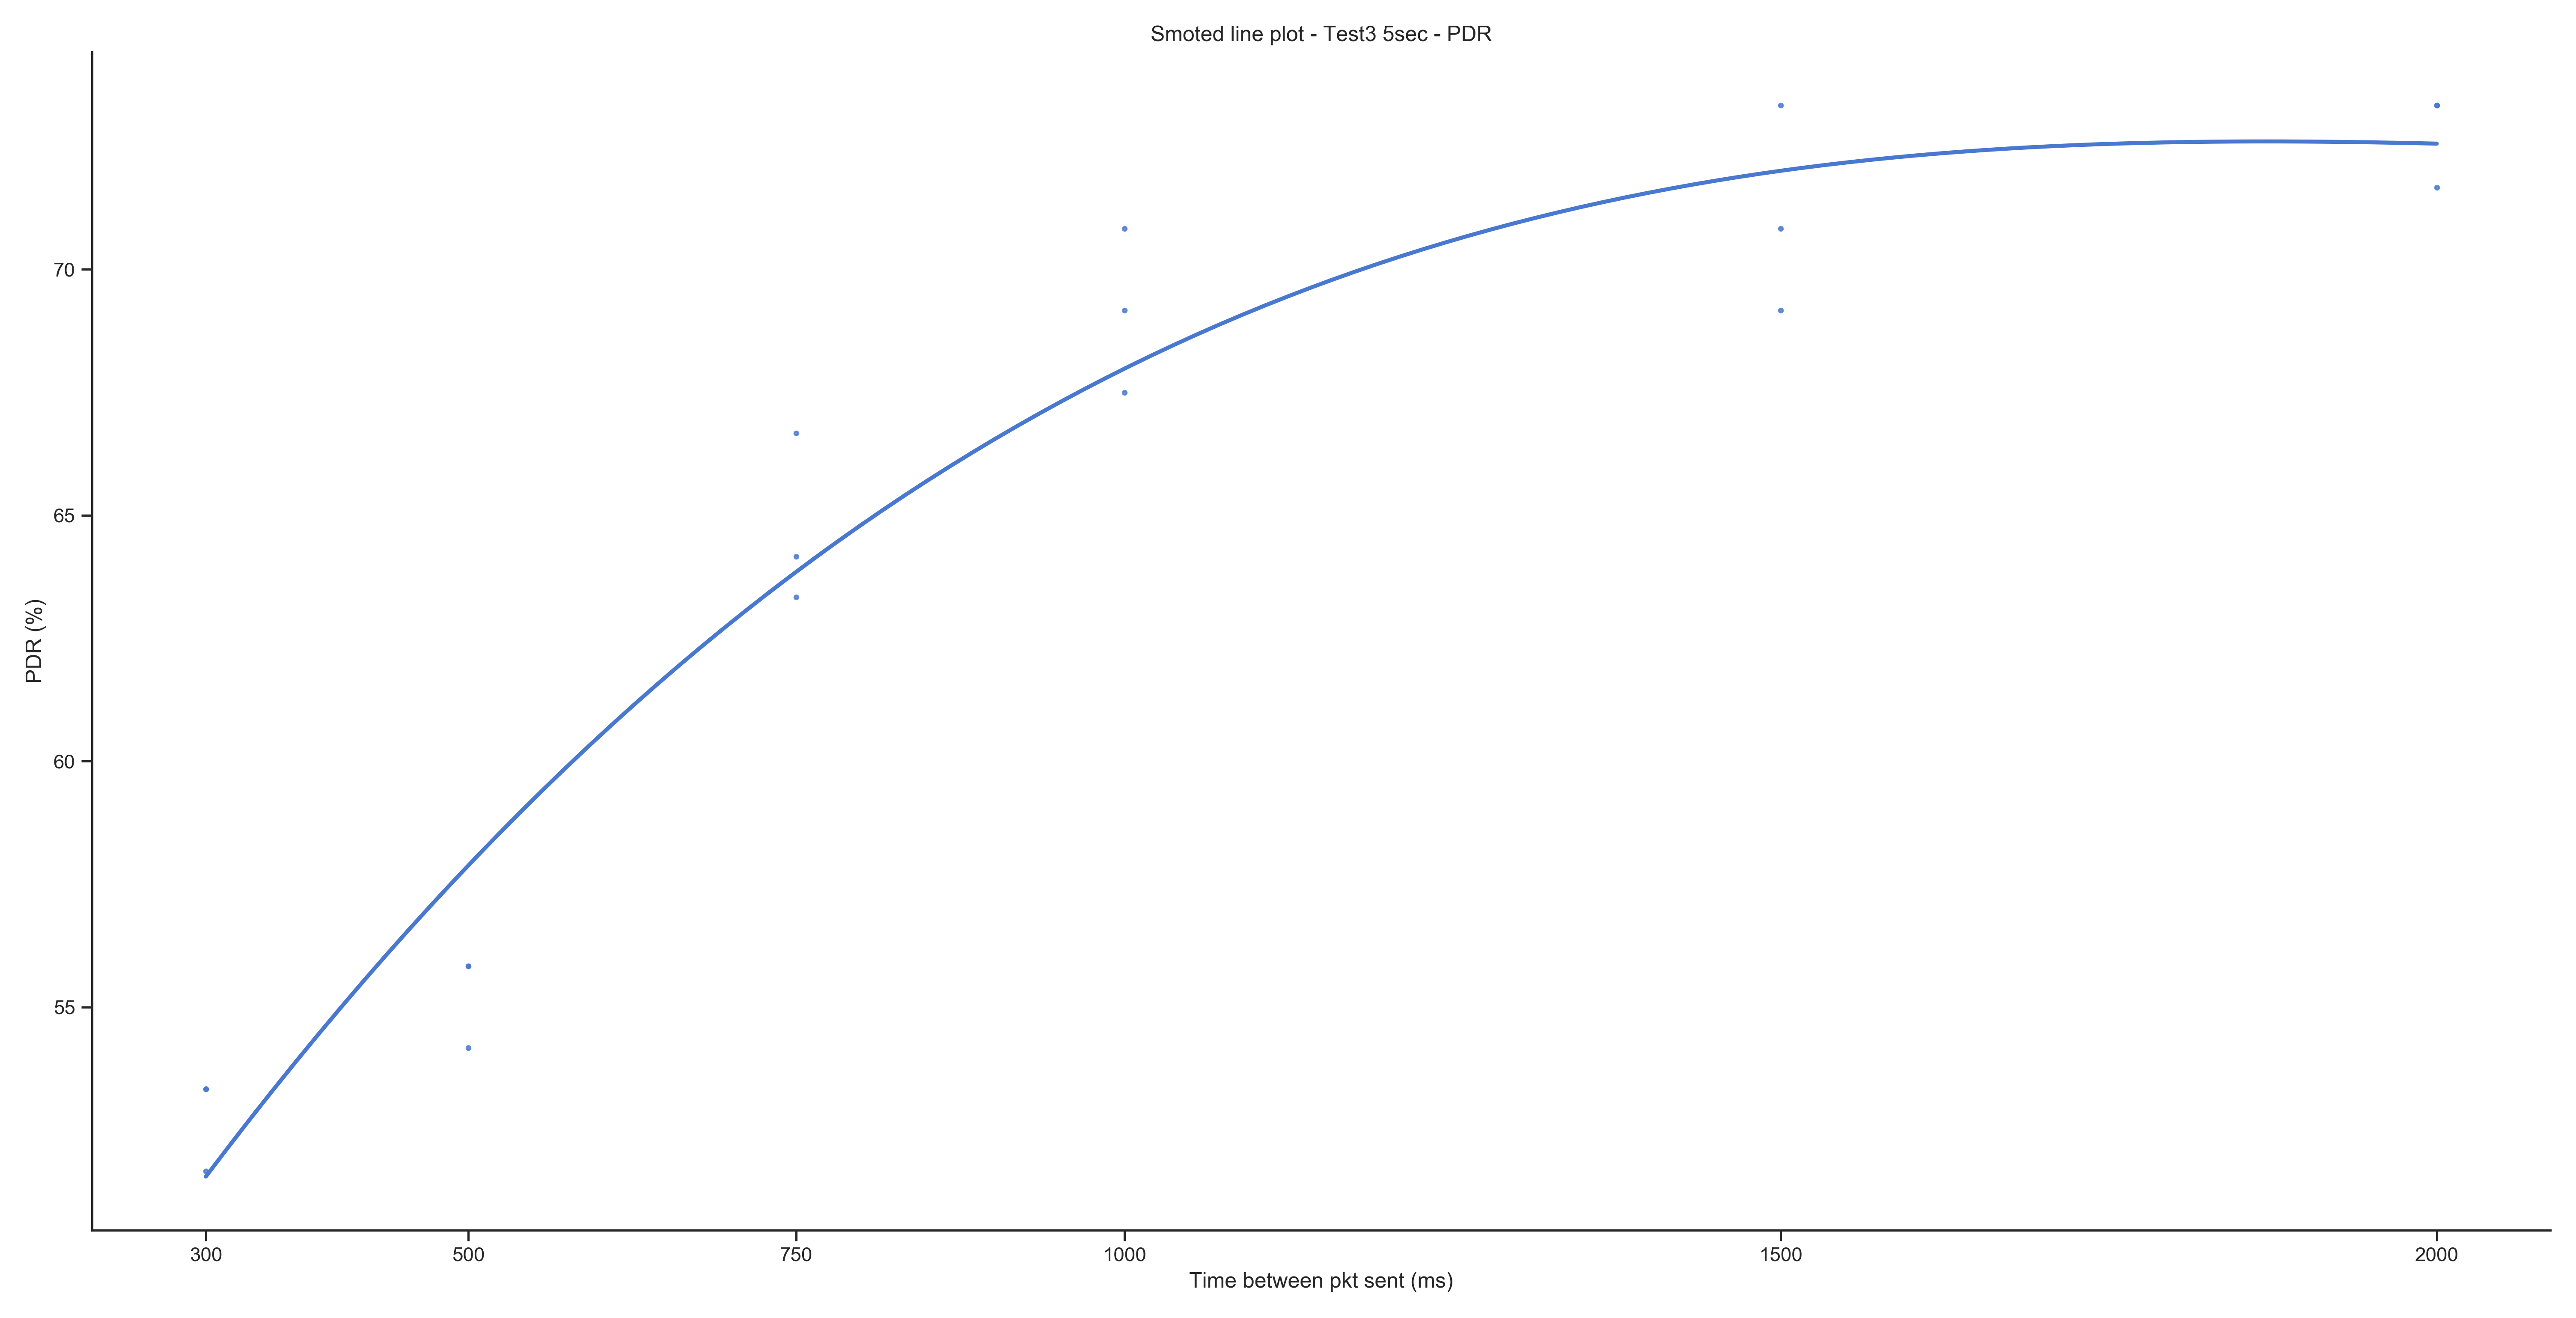 Smoted line plot - Test3 5sec - PDR
PDR (%)
70
65
60
55
300 500 750 1000 1500 2000
Time between pkt sent (ms)